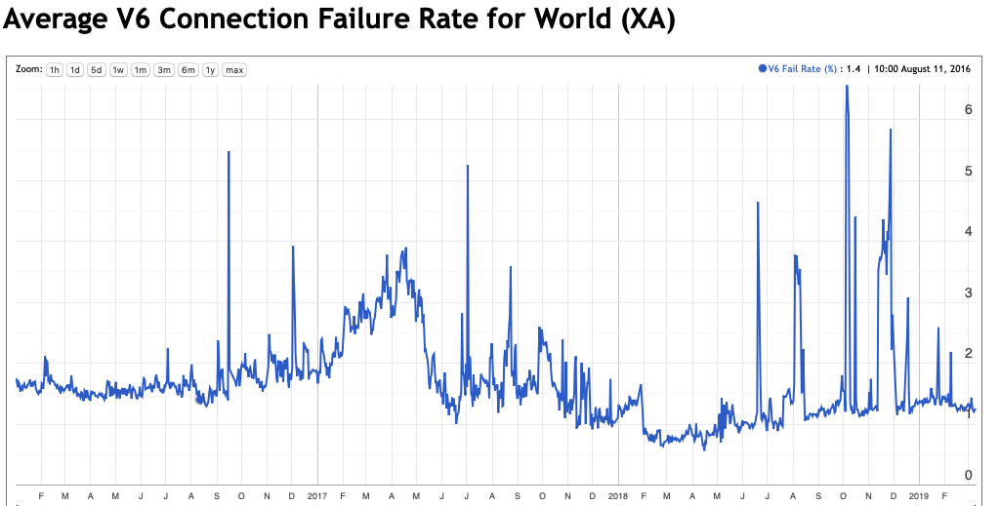 Average V6 Connection Failure Rate for World (XA)
Zoom: 1h 1d 5d 1w 1m 3m 6m 1y max V6 Fail Rate (%) : 1.4 | 10:00 August 11, 2016
6
5
4
3
2
1
0
F M A M J J A S O N D 2017 F M A M J J A S O N D 2018 F M A M J J A S O N D 2019 F